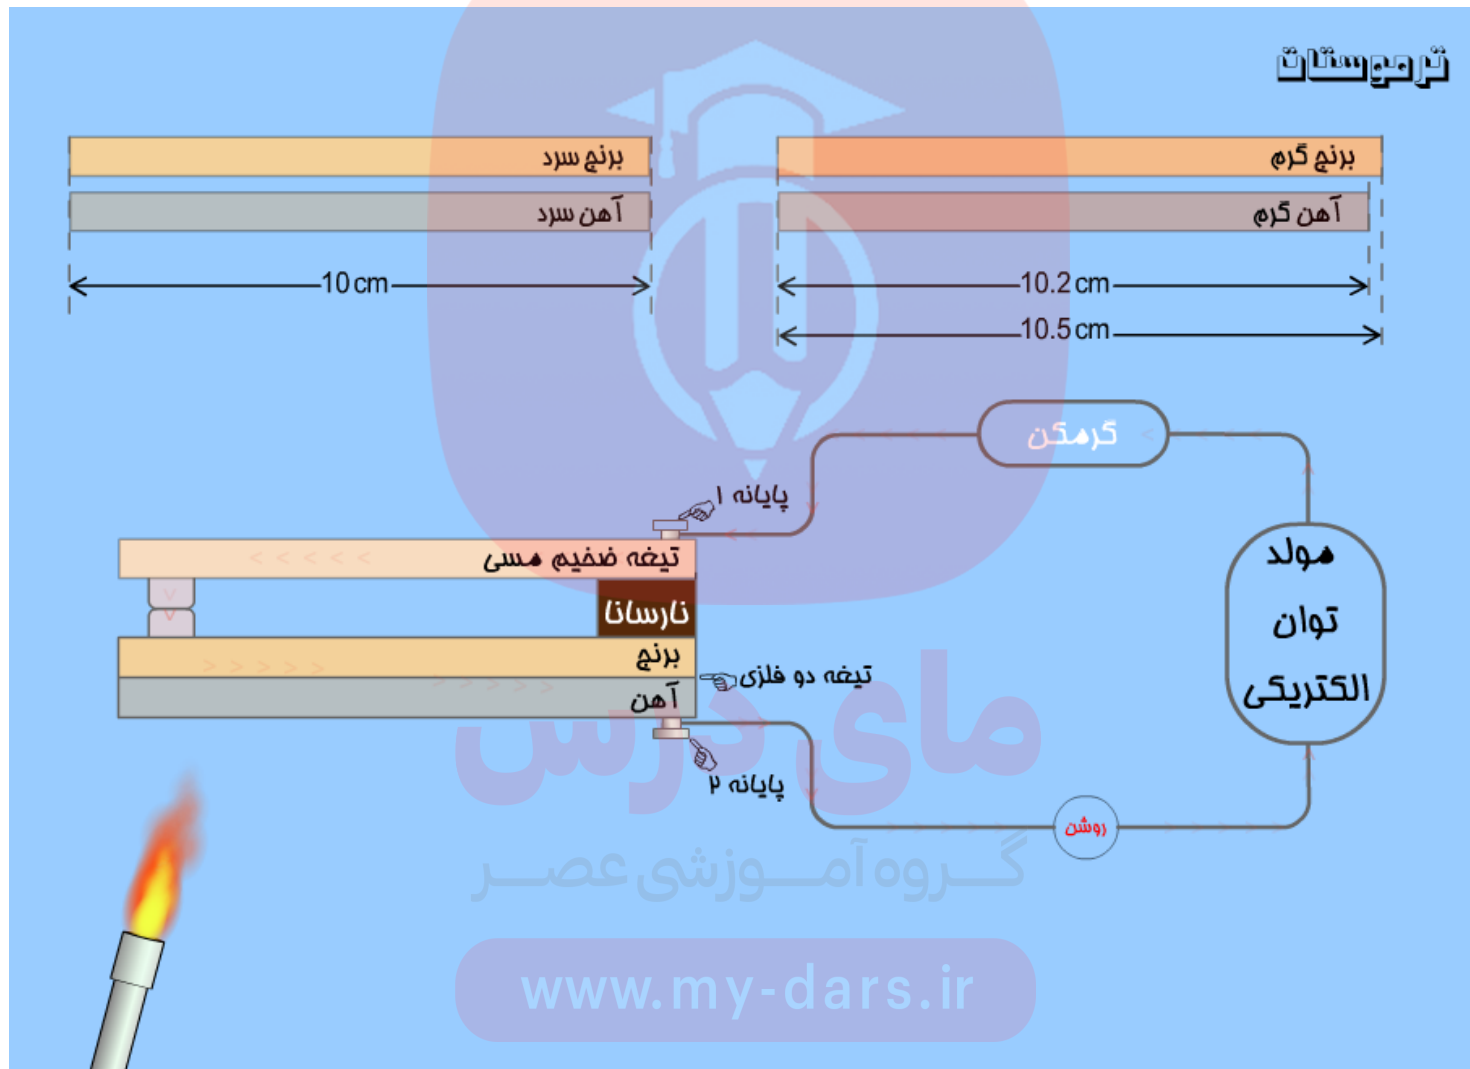 ترموستات
برنج گرم
برنج سرد
آهن گرم
آهن سرد
10 cm
10.2 cm
10.5 cm
گرمکن
پایانه ۱
تیغه ضخیم مسی
نارسانا
برنج
آهن
تیغه دو فلزی
پایانه ۲
مولد
توان
الکتریکی
روشن
مای درس
گروه آموزشی عصر
www.my-dars.ir